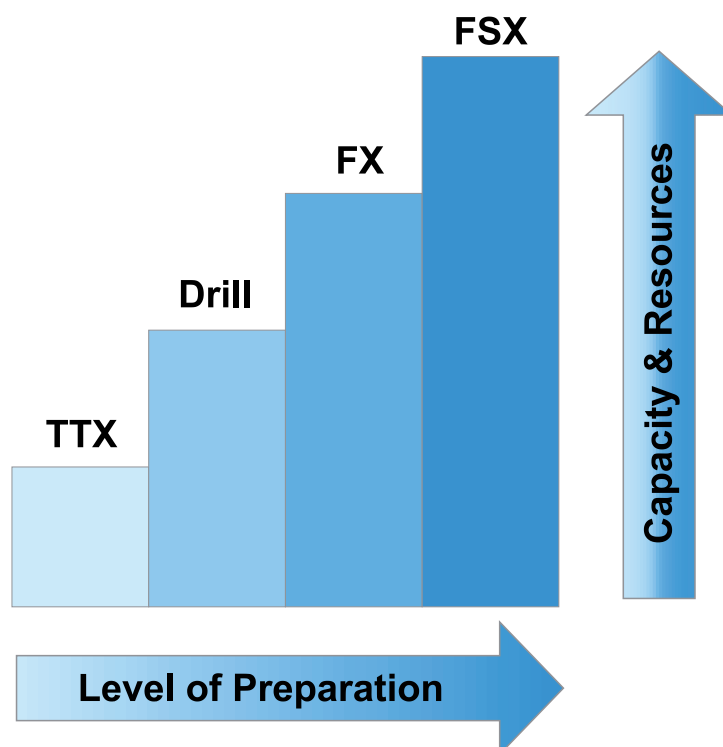 FSX
FX
Drill
TTX
Capacity & Resources
Level of Preparation